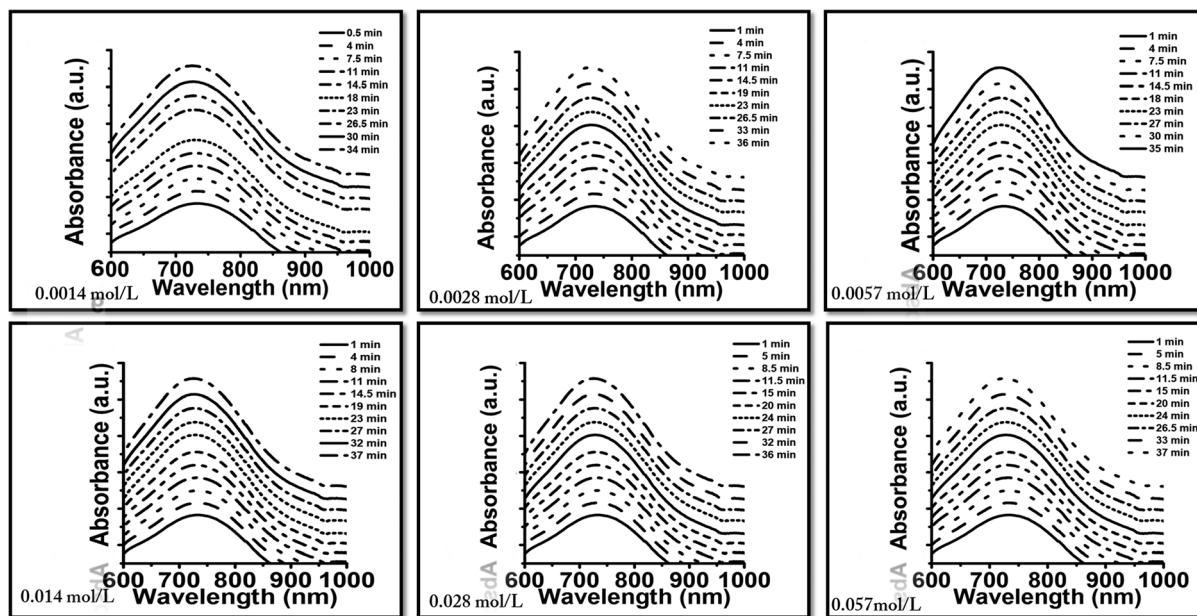 0.5 min
4 min
7.5 min
11 min
14.5 min
18 min
23 min
26.5 min
30 min
34 min
Absorbance (a.u.)
600 700 800 900 1000
Wavelength (nm)
0.0014 mol/L
1 min
4 min
7.5 min
11 min
14.5 min
19 min
23 min
26.5 min
33 min
36 min
Absorbance (a.u.)
600 700 800 900 1000
Wavelength (nm)
0.0028 mol/L
1 min
4 min
7.5 min
11 min
14.5 min
18 min
23 min
27 min
30 min
35 min
Absorbance (a.u.)
600 700 800 900 1000
Wavelength (nm)
0.0057 mol/L
1 min
4 min
8 min
11 min
14.5 min
19 min
23 min
27 min
32 min
37 min
Absorbance (a.u.)
600 700 800 900 1000
Wavelength (nm)
0.014 mol/L
1 min
5 min
8.5 min
11.5 min
15 min
20 min
24 min
27 min
32 min
36 min
Absorbance (a.u.)
600 700 800 900 1000
Wavelength (nm)
0.028 mol/L
1 min
5 min
8.5 min
11.5 min
15 min
20 min
24 min
26.5 min
33 min
37 min
Absorbance (a.u.)
600 700 800 900 1000
Wavelength (nm)
0.057mol/L